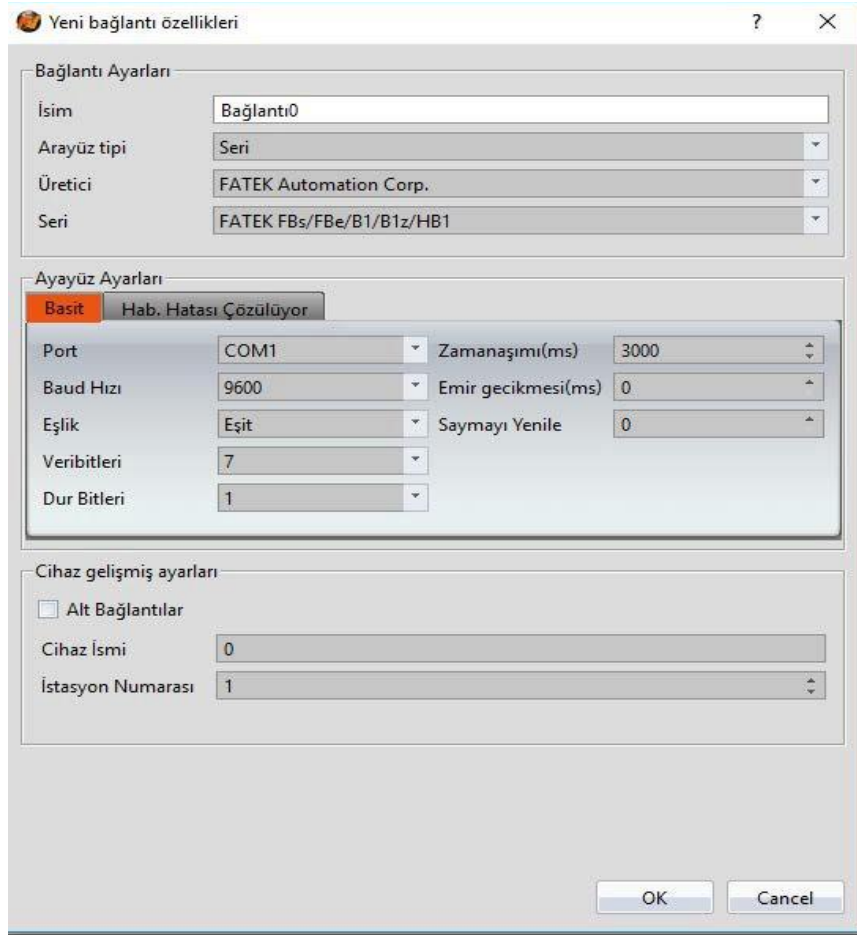 Yeni bağlantı özellikleri ?
Bağlantı Ayarları
İsim Bağlantı0
Arayüz tipi Seri
Üretici FATEK Automation Corp.
Seri FATEK FBs/FBe/B1/B1z/HB1
Ayayüz Ayarları
Basit Hab. Hatası Çözülüyor
Port COM1 Zamanaşımı(ms) 3000
Baud Hızı 9600 Emir gecikmesi(ms) 0
Eşlik Eşit Saymayı Yenile 0
Veribitleri 7
Dur Bitleri 1
Cihaz gelişmiş ayarları
Alt Bağlantılar
Cihaz İsmi 0
İstasyon Numarası 1
OK Cancel